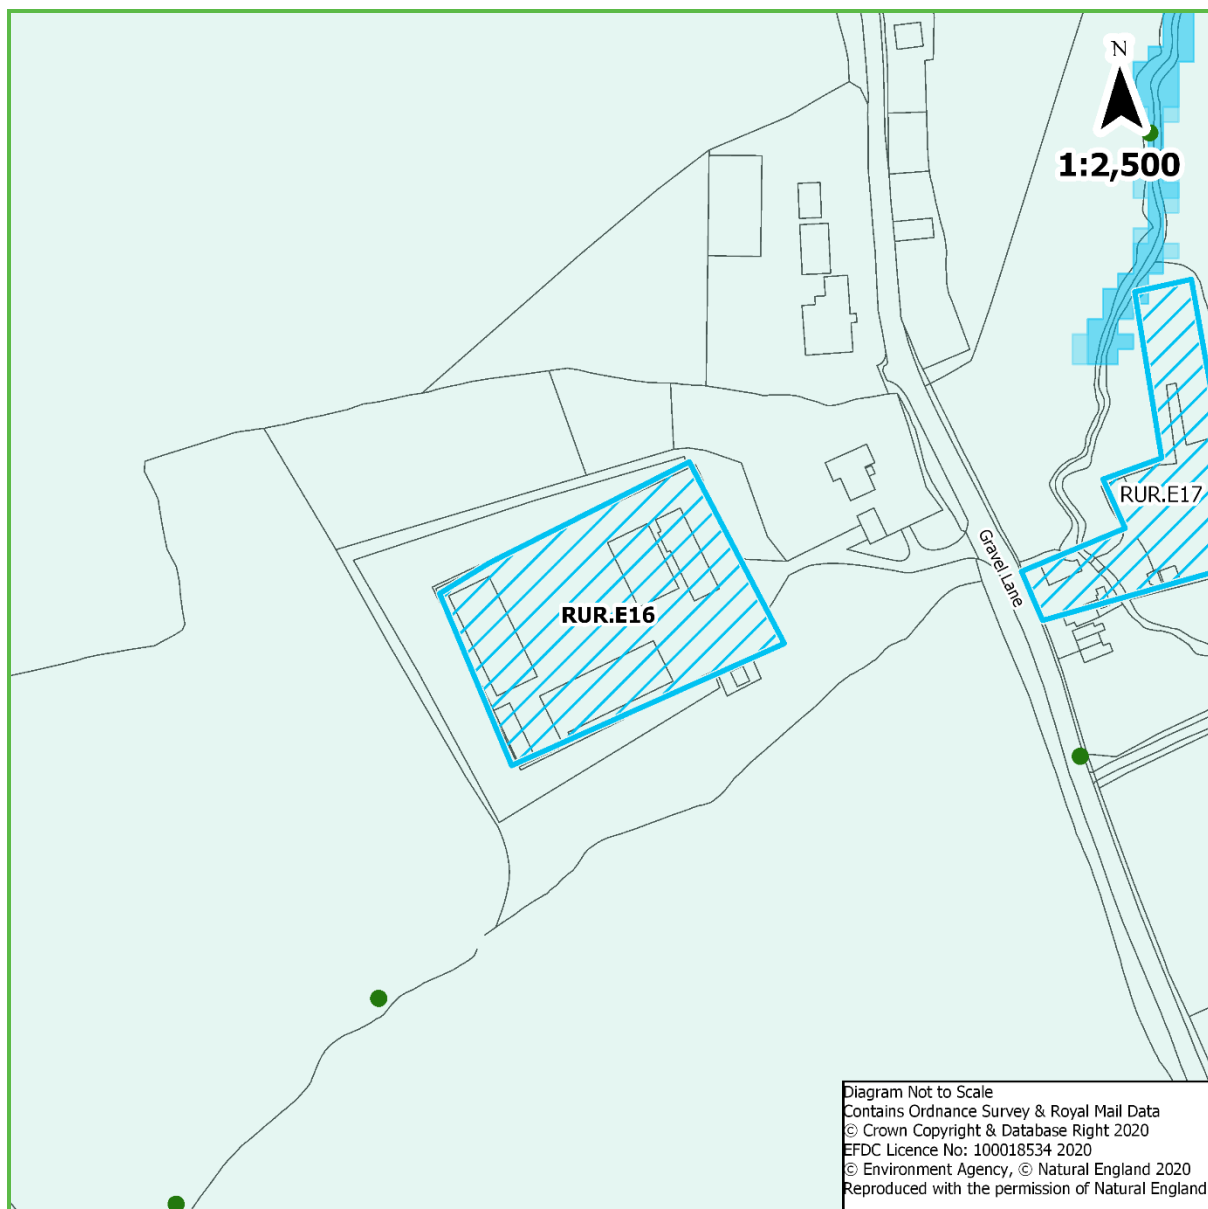 N
1:2,500
RUR.E17
Gravel Lane
RUR.E16
Diagram Not to Scale
Contains Ordnance Survey & Royal Mail Data
© Crown Copyright & Database Right 2020
EFDC Licence No: 100018534 2020
© Environment Agency, © Natural England 2020
Reproduced with the permission of Natural England